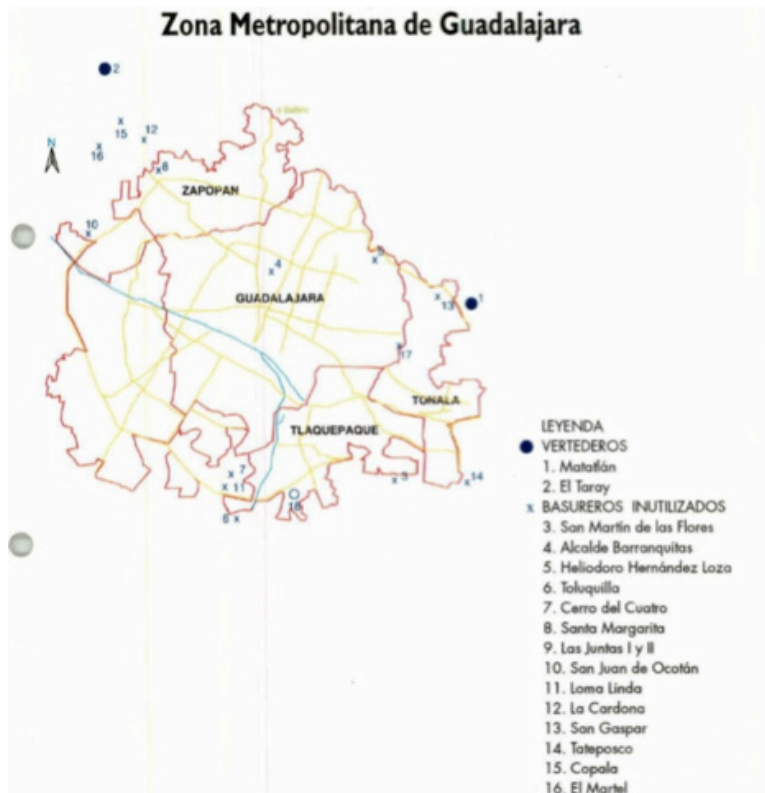 Zona Metropolitana de Guadalajara
2
15
12
16
N
8
ZAPOPAN
10
5
4
GUADALAJARA
13
1
17
TONALA
TLAQUEPAQUE
7
3
14
11
18
6
LEYENDA
VERTEDEROS
1. Matatlán
2. El Taray
x BASUREROS INUTILIZADOS
3. San Martín de las Flores
4. Alcalde Barranquitas
5. Heliodoro Hernández Loza
6. Toluquilla
7. Cerro del Cuatro
8. Santa Margarita
9. Las Juntas I y II
10. San Juan de Ocotán
11. Loma Linda
12. La Cardona
13. San Gaspar
14. Tateposco
15. Copala
16. El Martel